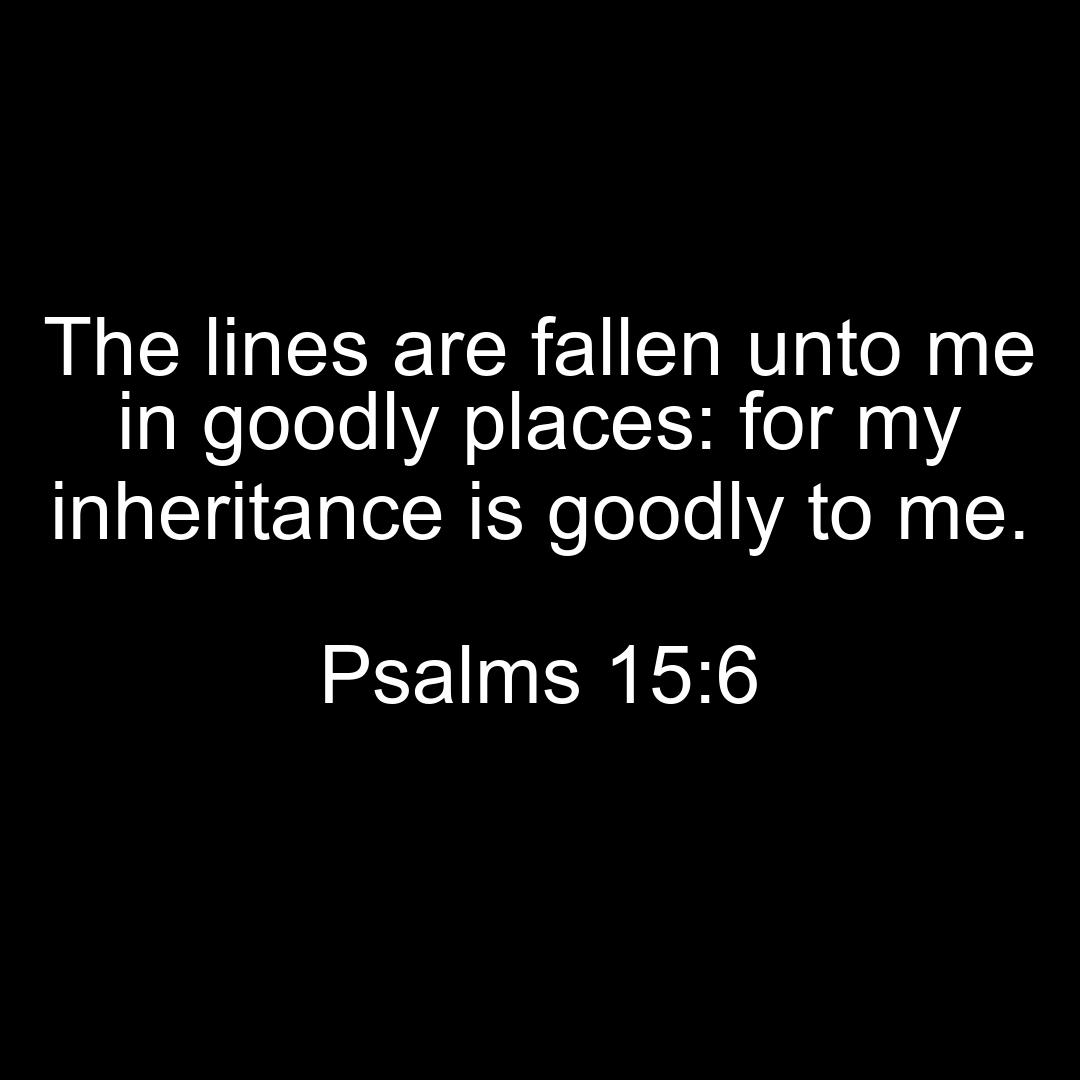 The lines are fallen unto me
in goodly places: for my
inheritance is goodly to me.
Psalms 15:6